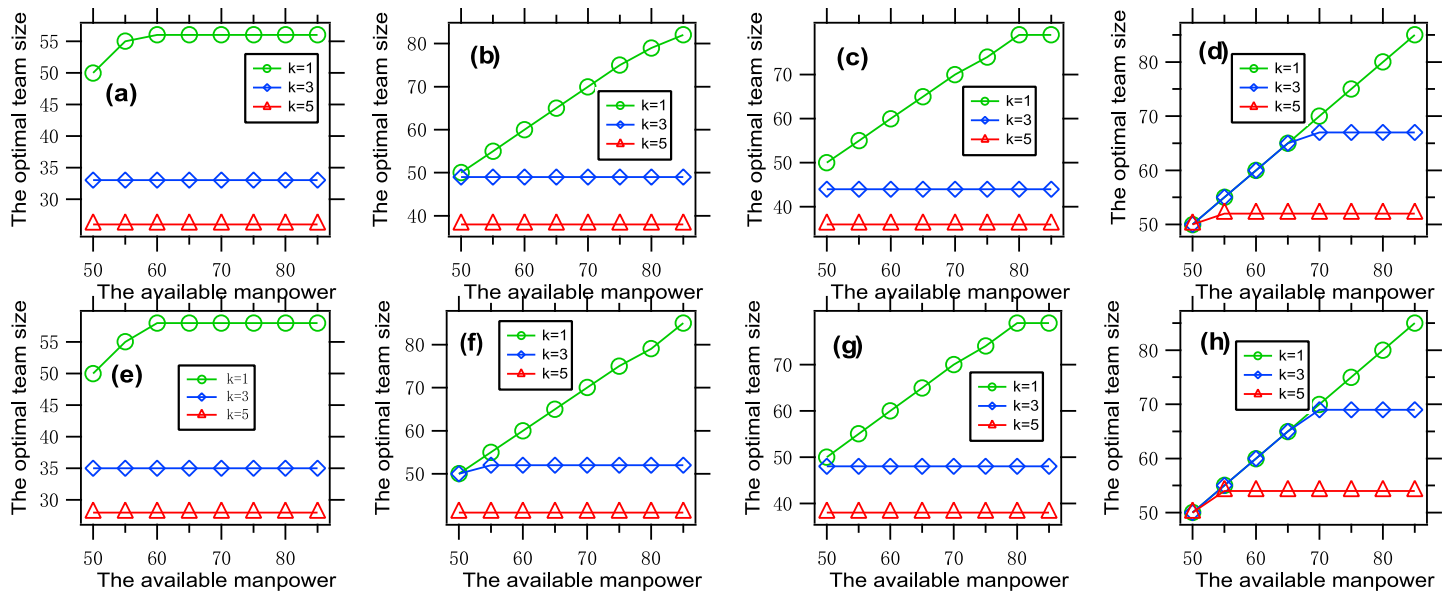 The optimal team size
55
50
45
40
35
30
(a)
k=1
k=3
k=5
50
60
70
80
The available manpower
The optimal team size
80
70
60
50
40
(b)
k=1
k=3
k=5
50
60
70
80
The available manpower
The optimal team size
70
60
50
40
(c)
k=1
k=3
k=5
50
60
70
80
The available manpower
The optimal team size
80
70
60
50
(d)
k=1
k=3
k=5
50
60
70
80
The available manpower
The optimal team size
55
50
45
40
35
30
(e)
k=1
k=3
k=5
50
60
70
80
The available manpower
The optimal team size
80
70
60
50
(f)
k=1
k=3
k=5
50
60
70
80
The available manpower
The optimal team size
70
60
50
40
(g)
k=1
k=3
k=5
50
60
70
80
The available manpower
The optimal team size
80
70
60
50
(h)
k=1
k=3
k=5
50
60
70
80
The available manpower